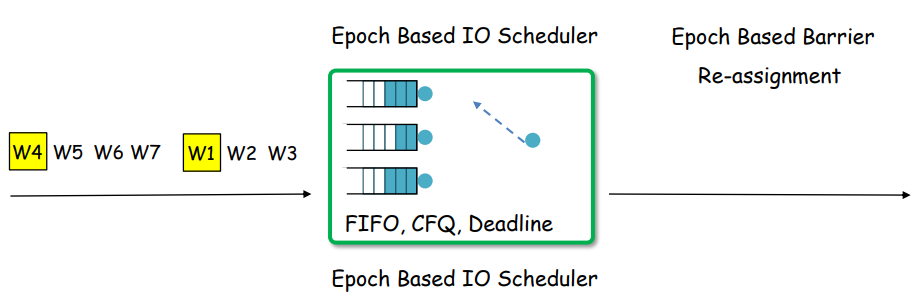 Epoch Based IO Scheduler
Epoch Based Barrier
Re-assignment
W4 W5 W6 W7 W1 W2 W3
FIFO, CFQ, Deadline
Epoch Based IO Scheduler